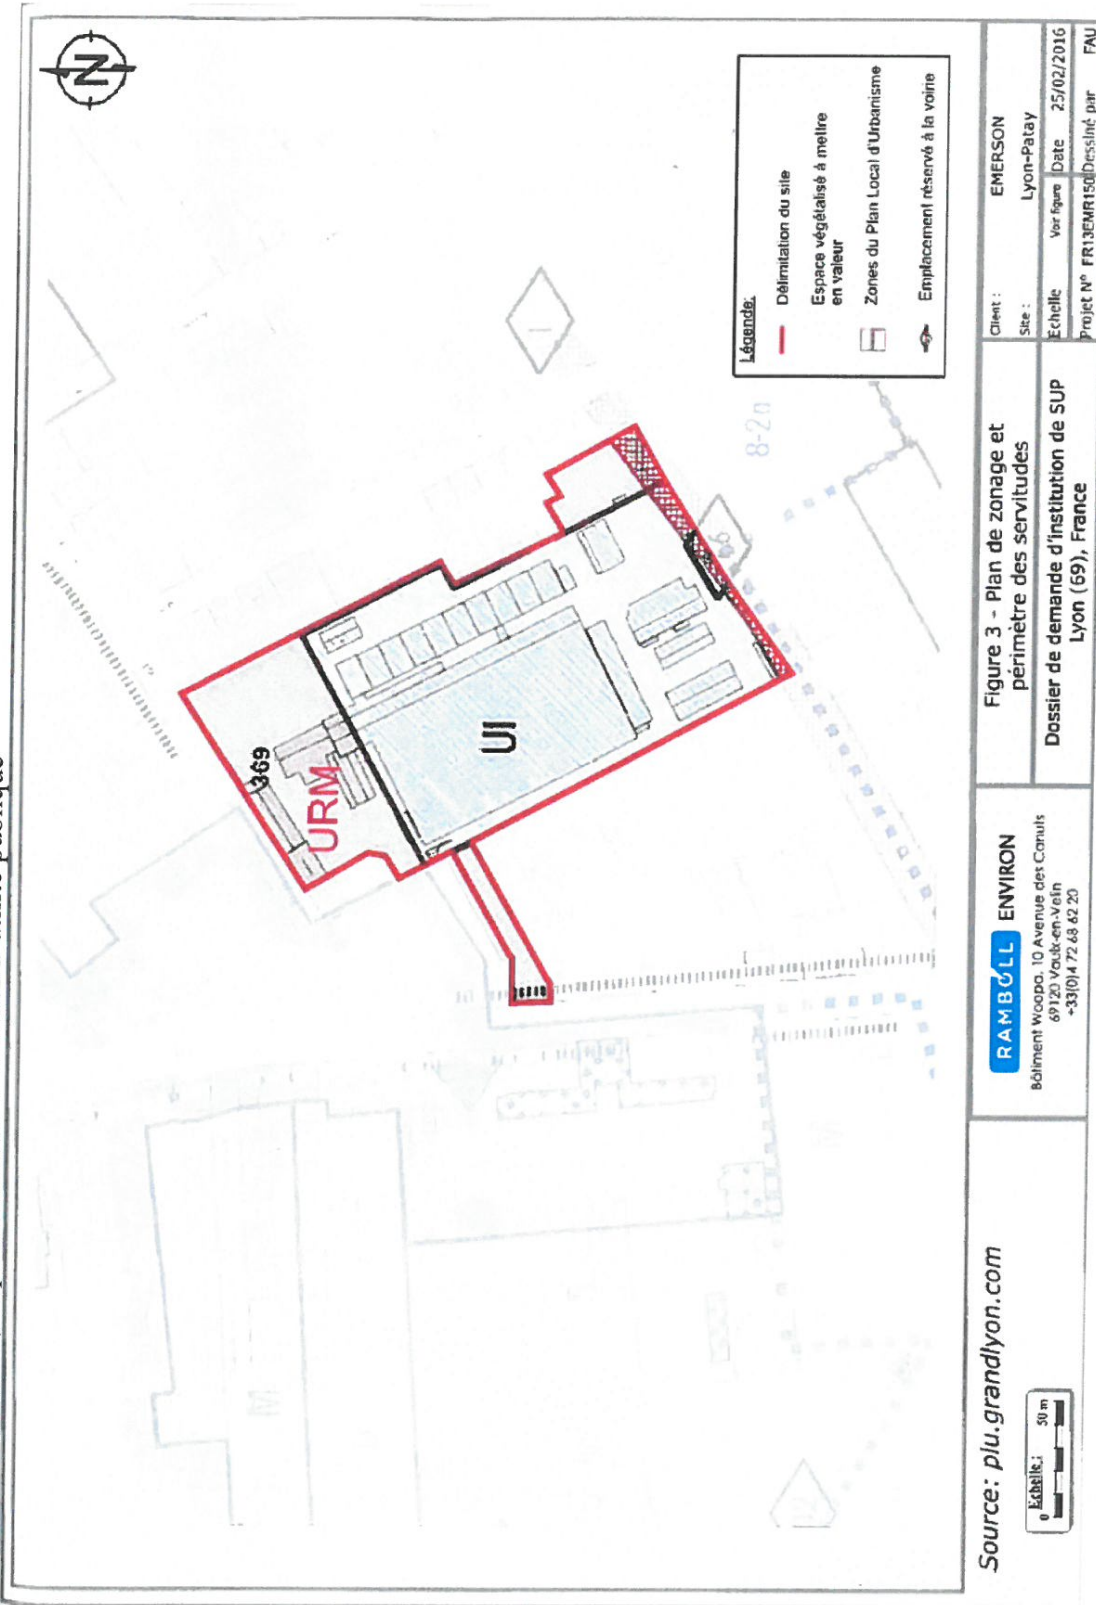 N
369
URM
UI
8-2n
Légende:
Délimitation du site
Espace végétalisé à mettre
en valeur
Zones du Plan Local d'Urbanisme
Emplacement réservé à la voirie
Source: plu.grandlyon.com
Echelle :
0 50 m
RAMBOLL ENVIRON
Bâtiment Woopa, 10 Avenue des Canuts
69120 Vaulx-en-Velin
+33(0)4 72 68 62 20
Figure 3 - Plan de zonage et
périmètre des servitudes
Dossier de demande d'institution de SUP
Lyon (69), France
Client : EMERSON
Site : Lyon-Patay
Echelle Voir figure Date 25/02/2016
Projet N° FR13EMR150 Dessiné par FAU